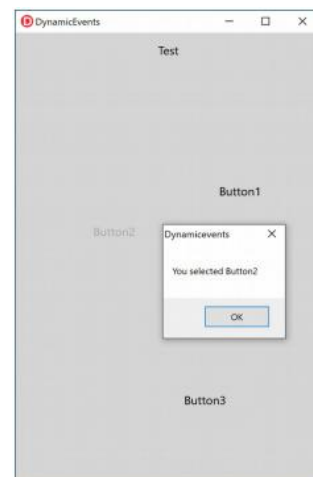 DynamicEvents
Test
Button1
Button2
Dynamicevents
You selected Button2
OK
Button3